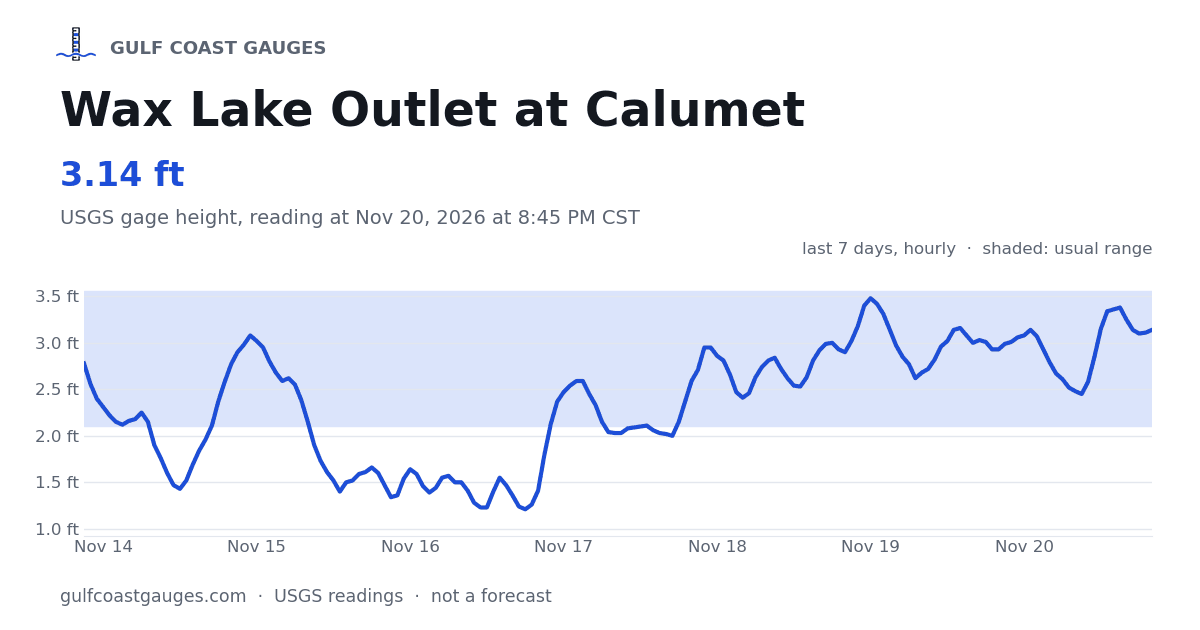 GULF COAST GAUGES
Wax Lake Outlet at Calumet
3.14 ft
USGS gage height, reading at Nov 20, 2026 at 8:45 PM CST
last 7 days, hourly · shaded: usual range
3.5 ft
3.0 ft
2.5 ft
2.0 ft
1.5 ft
1.0 ft
Nov 14 Nov 15 Nov 16 Nov 17 Nov 18 Nov 19 Nov 20
gulfcoastgauges.com · USGS readings · not a forecast